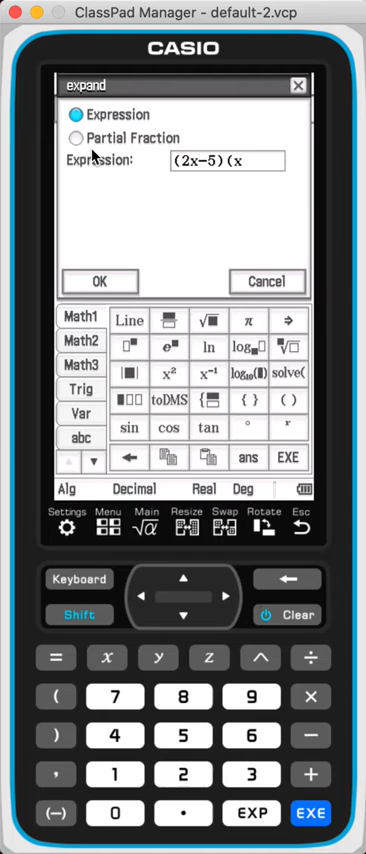 ClassPad Manager - default-2.vcp
CASIO
expand
Expression
Partial Fraction
Expression: (2x−5)(x
OK Cancel
Math1 Line √■ π ⇒
Math2 e■ ln log■□ ■√□
Math3 |■| x² x⁻¹ log₁₀(■) solve(
Trig toDMS { } ( )
Var sin cos tan ° r
abc ← ans EXE
▲ ▼
Alg Decimal Real Deg
Settings Menu Main Resize Swap Rotate Esc
√α
Keyboard ▲ ←
◀ ▶
Shift ▼ Clear
= x y z ^ ÷
( 7 8 9 ×
) 4 5 6 −
, 1 2 3 +
(−) 0 • EXP EXE